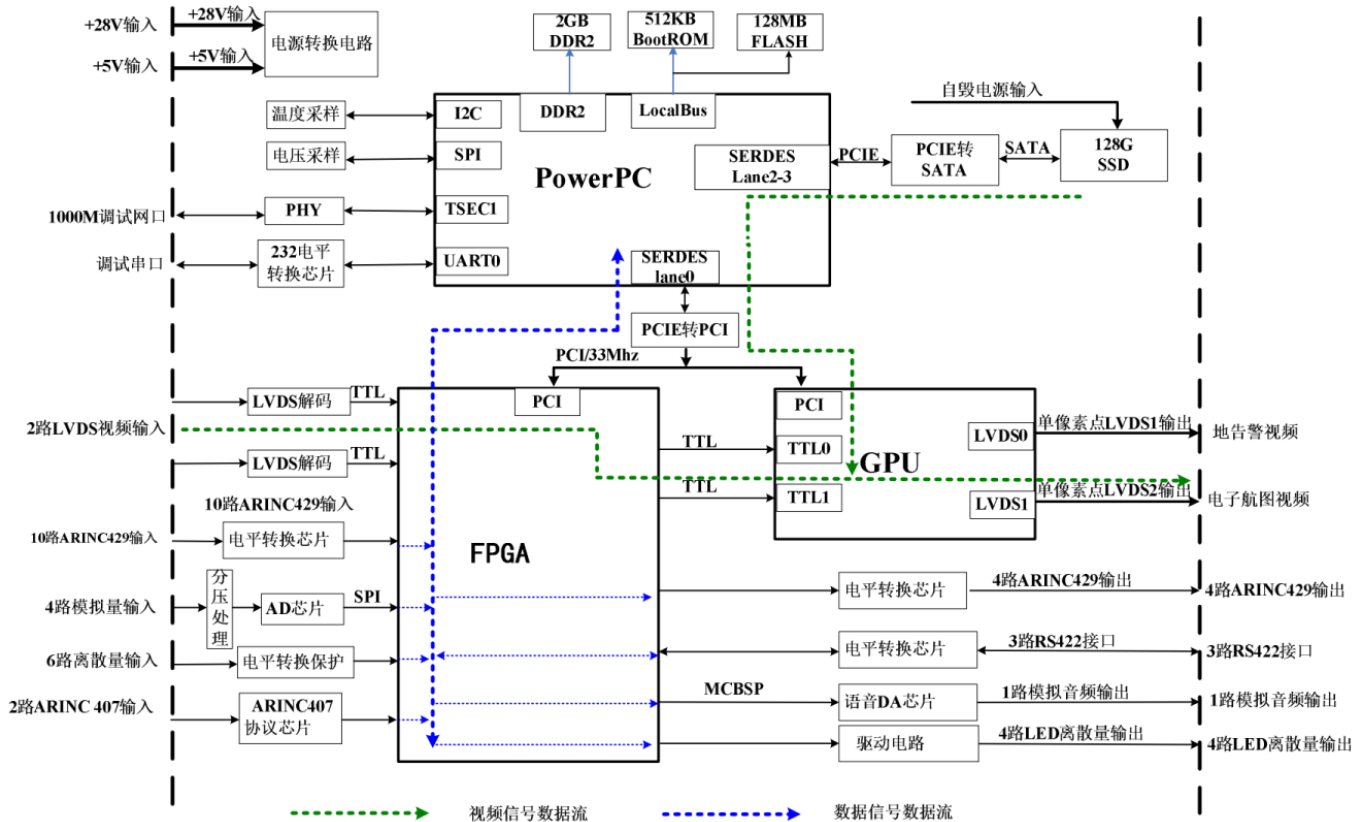 +28V输入
+28V输入
+5V输入
+5V输入
电源转换电路
2GB
DDR2
512KB
BootROM
128MB
FLASH
温度采样
I2C
DDR2
LocalBus
自毁电源输入
电压采样
SPI
PowerPC
SERDES
Lane2-3
PCIE
PCIE转
SATA
SATA
128G
SSD
1000M调试网口
PHY
TSEC1
调试串口
232电平
转换芯片
UART0
SERDES
lane0
PCIE转PCI
PCI/33Mhz
LVDS解码
TTL
PCI
PCI
2路LVDS视频输入
LVDS解码
TTL
TTL
TTL0
GPU
LVDS0
单像素点LVDS1输出
地告警视频
TTL
TTL1
LVDS1
单像素点LVDS2输出
电子航图视频
10路ARINC429输入
10路ARINC429输入
电平转换芯片
FPGA
4路模拟量输入
分
压
处
理
AD芯片
SPI
电平转换芯片
4路ARINC429输出
4路ARINC429输出
6路离散量输入
电平转换保护
电平转换芯片
3路RS422接口
3路RS422接口
2路ARINC 407输入
ARINC407
协议芯片
MCBSP
语音DA芯片
1路模拟音频输出
1路模拟音频输出
驱动电路
4路LED离散量输出
4路LED离散量输出
视频信号数据流
数据信号数据流